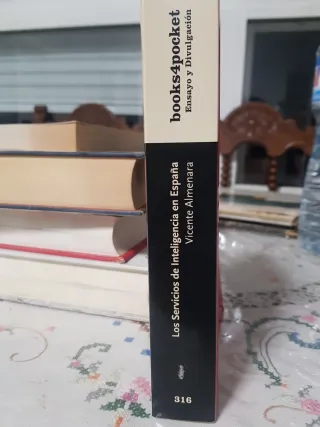 books4pocket
Ensayo y Divulgación
Los Servicios de Inteligencia en España
Vicente Almenara
316